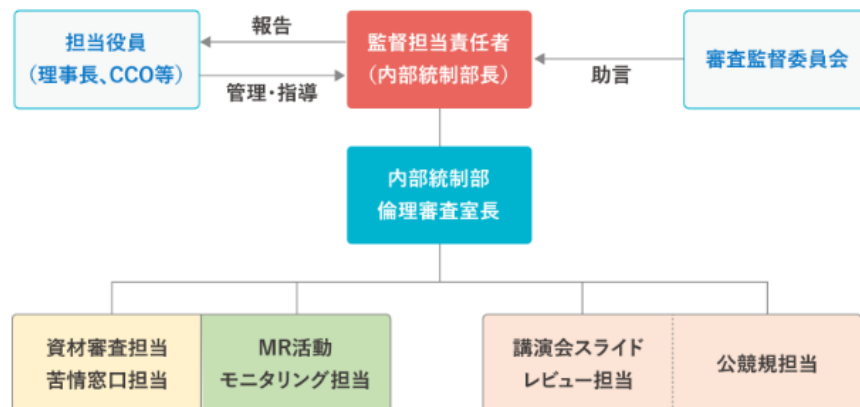 担当役員
（理事長、CCO等）
報告
管理・指導
監督担当責任者
（内部統制部長）
助言
審査監督委員会
内部統制部
倫理審査室長
資材審査担当
苦情窓口担当
MR活動
モニタリング担当
講演会スライド
レビュー担当
公競規担当